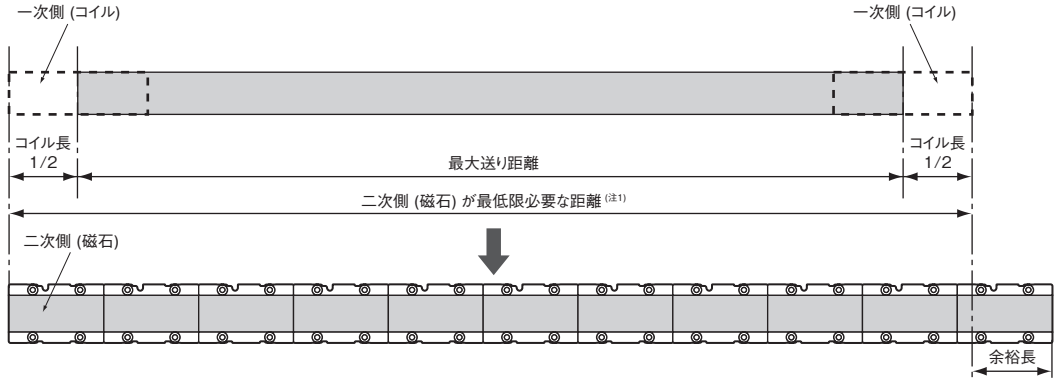 一次側 (コイル)
一次側 (コイル)
コイル長
1/2
最大送り距離
コイル長
1/2
二次側 (磁石) が最低限必要な距離 (注1)
二次側 (磁石)
余裕長